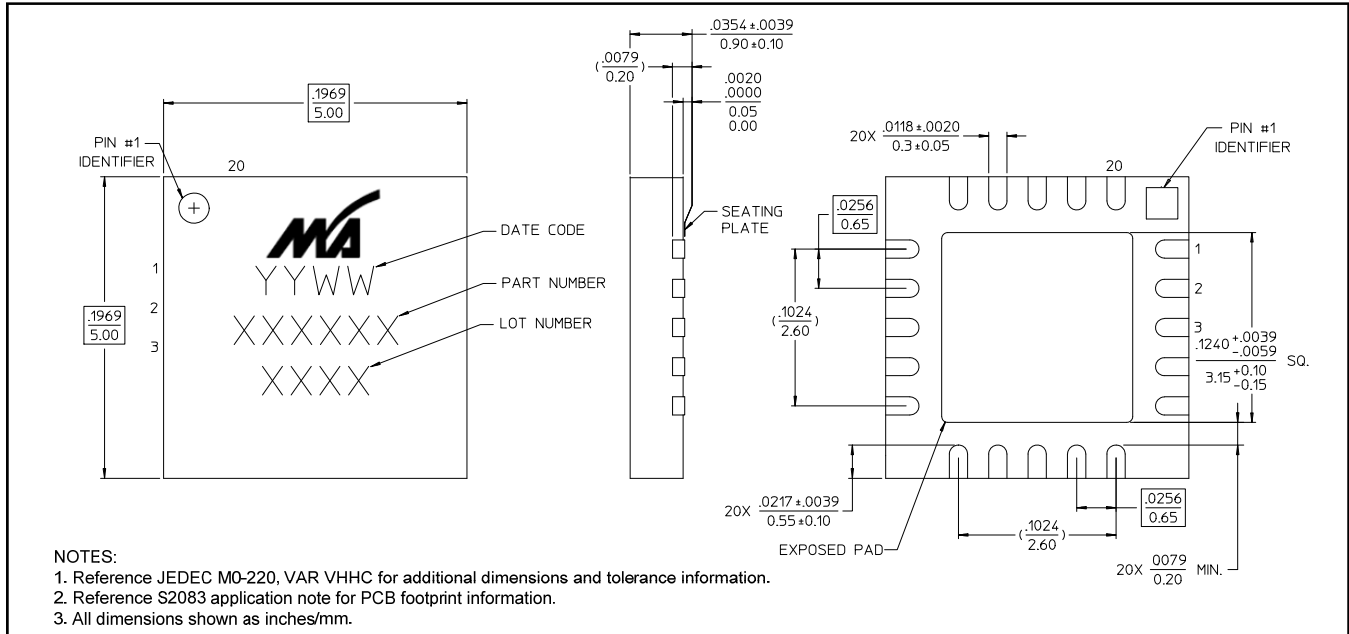 .0354 ±.0039
0.90 ±0.10
(.0079
0.20)
.0020
.0000
0.05
0.00
.1969
5.00
PIN #1
IDENTIFIER
20
MA
DATE CODE
YYWW
PART NUMBER
XXXXXX
LOT NUMBER
XXXX
1
2
3
.1969
5.00
SEATING
PLATE
20X .0118 ±.0020
0.3 ±0.05
20
PIN #1
IDENTIFIER
.0256
0.65
(.1024
2.60)
1
2
3
.1240 +.0039
-.0059
3.15 +0.10
-0.15
SQ.
20X .0217 ±.0039
0.55 ±0.10
EXPOSED PAD
(.1024
2.60)
.0256
0.65
20X .0079
0.20 MIN.
NOTES:
1. Reference JEDEC M0-220, VAR VHHC for additional dimensions and tolerance information.
2. Reference S2083 application note for PCB footprint information.
3. All dimensions shown as inches/mm.